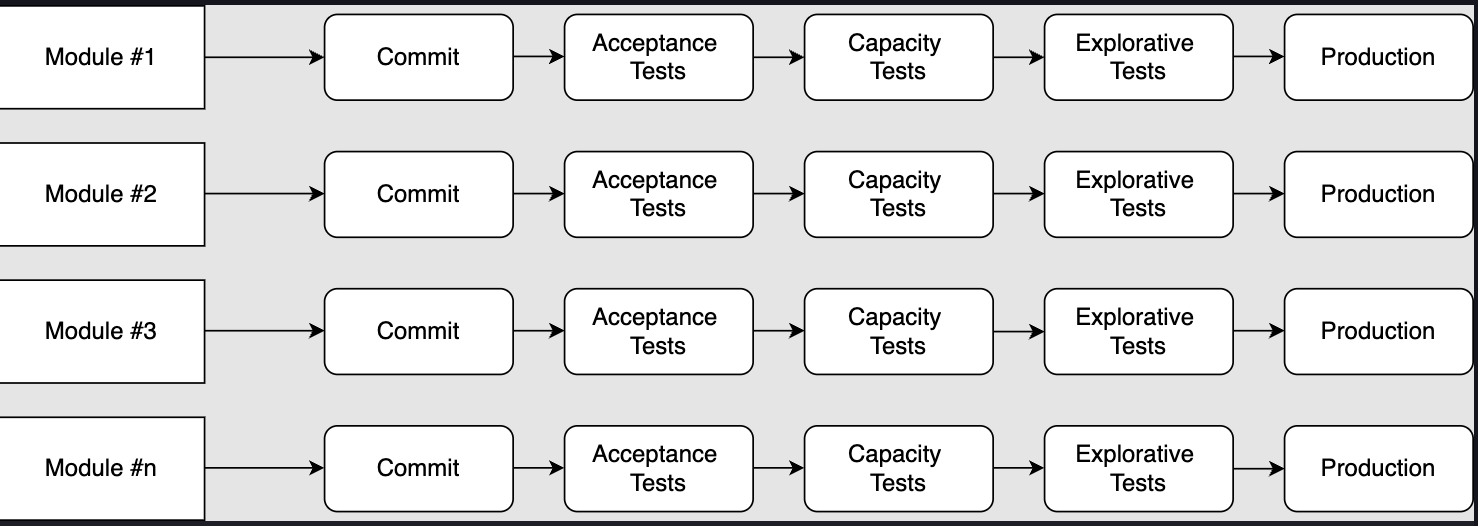 Module #1
Commit
Acceptance
Tests
Capacity
Tests
Explorative
Tests
Production
Module #2
Commit
Acceptance
Tests
Capacity
Tests
Explorative
Tests
Production
Module #3
Commit
Acceptance
Tests
Capacity
Tests
Explorative
Tests
Production
Module #n
Commit
Acceptance
Tests
Capacity
Tests
Explorative
Tests
Production